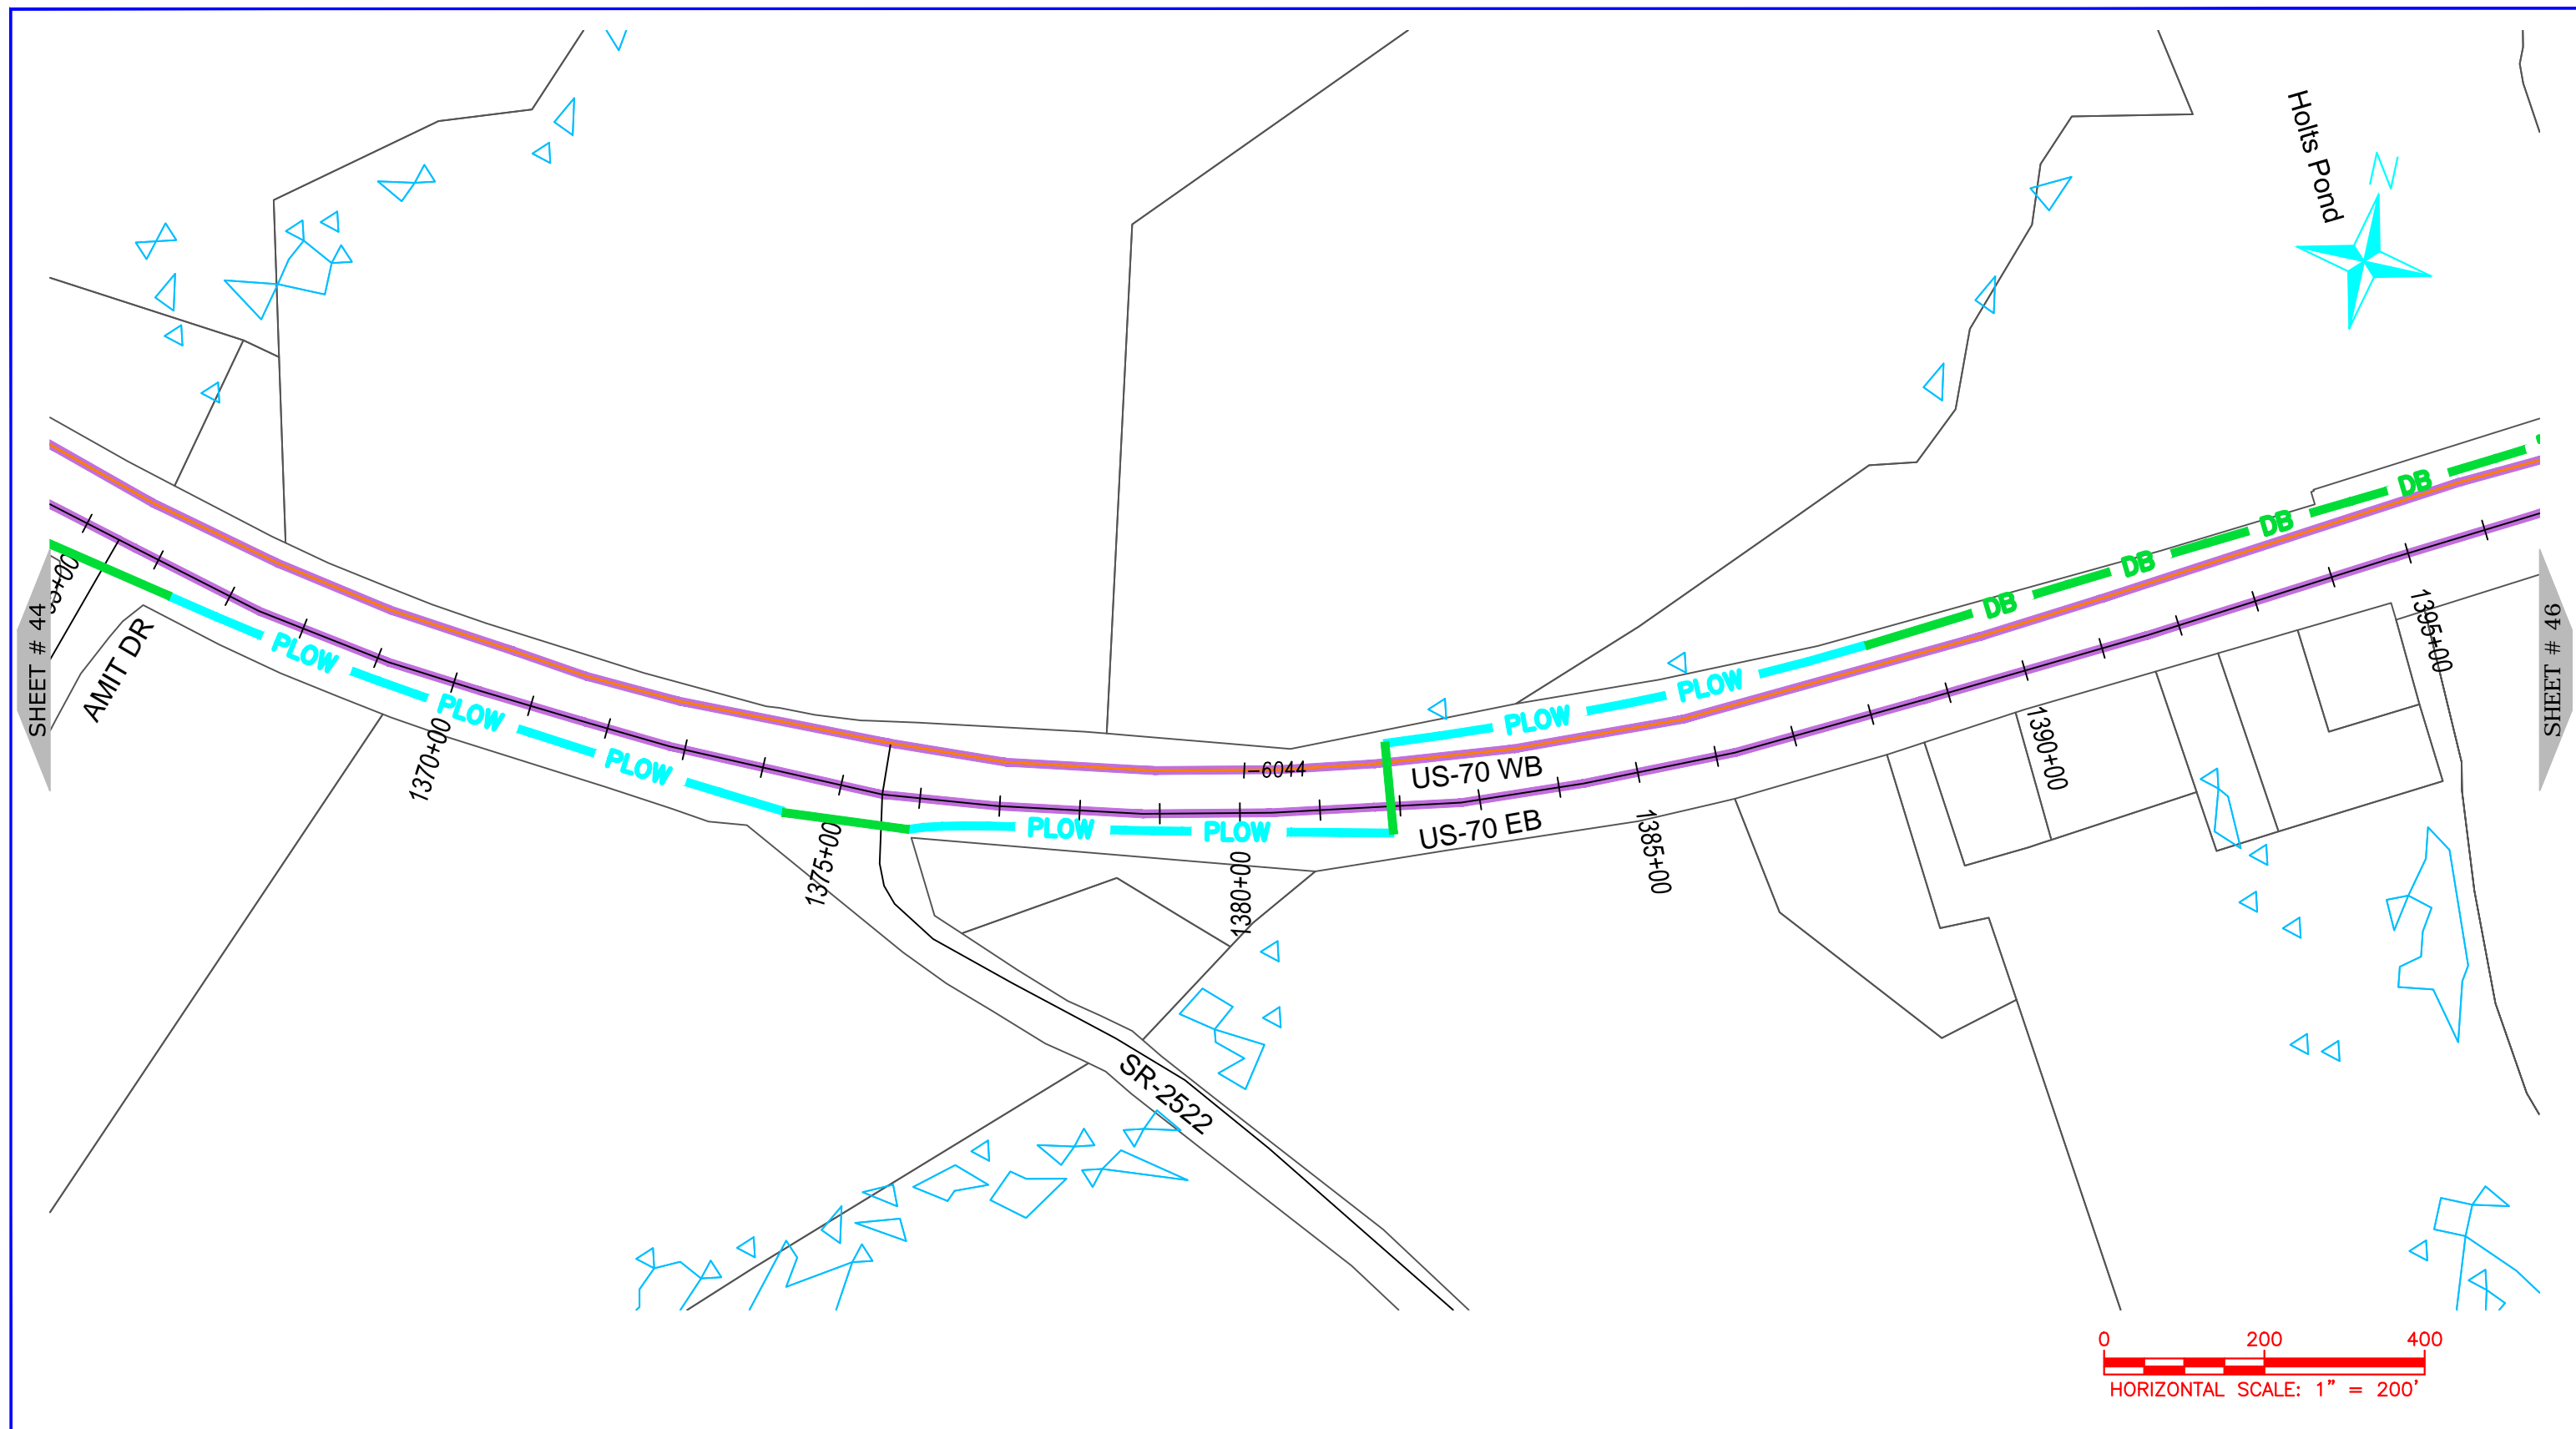 Holts Pond
N
DB
DB
DB
DB
SHEET # 44
AMIT DR
PLOW
PLOW
PLOW
1370+00
1375+00
PLOW
PLOW
1380+00
I-6044
US-70 WB
US-70 EB
PLOW
PLOW
1385+00
1390+00
1395+00
SHEET # 46
SR-2522
0 200 400
HORIZONTAL SCALE: 1" = 200'